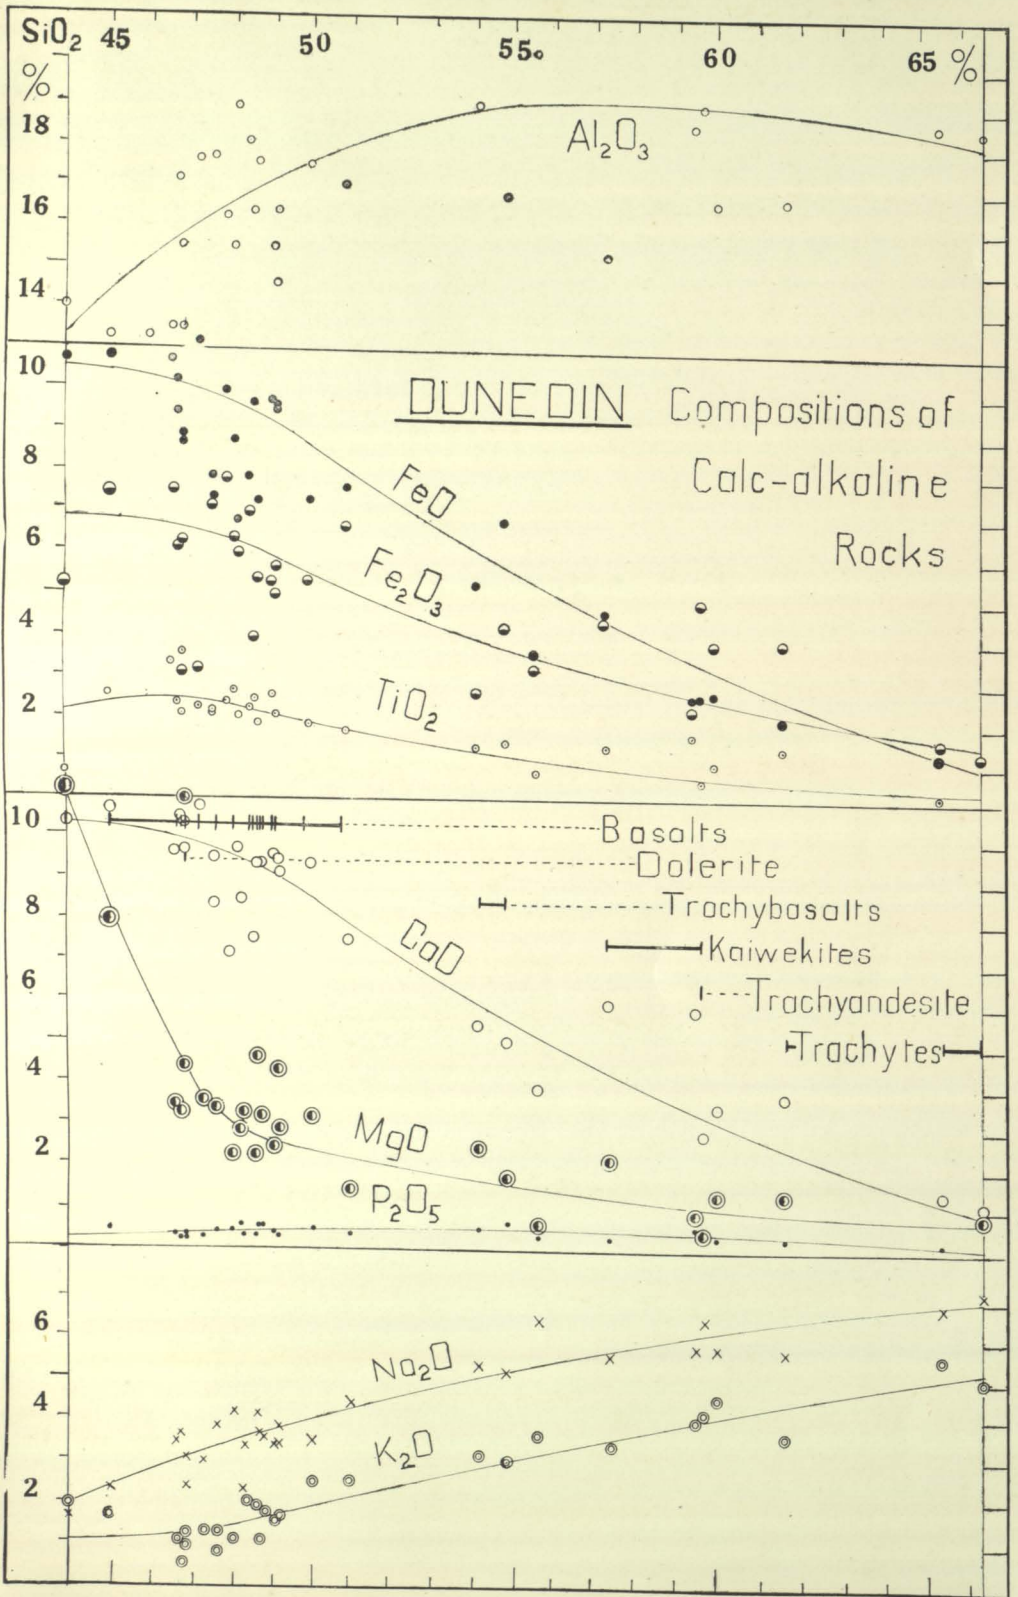 SiO₂ 45 50 55 60 65 %
%
18
Al₂O₃
16
14
10
DUNEDIN Compositions of
Calc-alkaline
Rocks
8
FeO
6
Fe₂O₃
4
TiO₂
2
10
Basalts
Dolerite
8
Trachybasalts
CaO
Kaiwekites
6
Trachyandesite
4
Trachytes
MgO
2
P₂O₅
6
Na₂O
4
K₂O
2